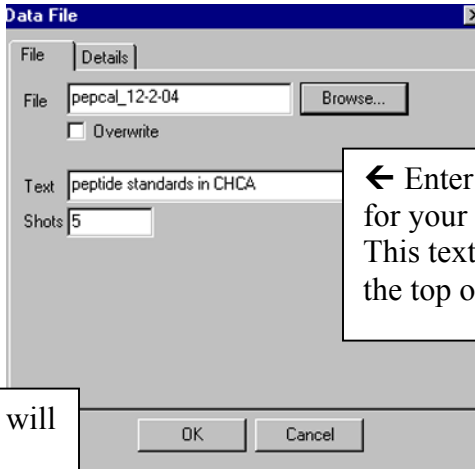 Data File
File Details
File pepcal_12-2-04 Browse...
Overwrite
Text peptide standards in CHCA
Shots 5
← Enter
for your
This text
the top o
will
OK Cancel